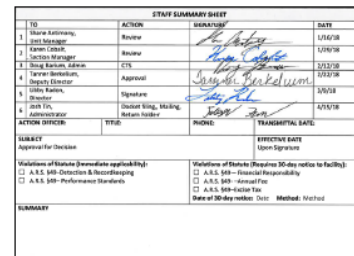 STAFF SUMMARY SHEET
TO ACTION SIGNATURE DATE
1 Shane Antimony, Unit Manager Review 1/16/18
2 Karen Cobalt, Section Manager Review 1/29/18
3 Doug Barium, Admin CTS 2/12/18
4 Tanner Berkelium, Deputy Director Approval Tanner Berkelium 2/22/18
5 Libby Radon, Director Signature 3/9/18
6 Josh Tin, Administrator Docket Sling, Mailing, Return Folder 4/15/18
ACTION OFFICER: TITLE: PHONE: TRANSMITTAL DATE:
SUBJECT
Approval for Decision
EFFECTIVE DATE
Upon Signature
Violations of Statute (Immediate applicability):
☐ A.R.S. §49-Detection & Recordkeeping
☐ A.R.S. §49- Performance Standards
Violations of Statute (Requires 30-day notice to facility):
☐ A.R.S. §49— Financial Responsibility
☐ A.R.S. §49- -Annual Fee
☐ A.R.S. §49-Excise Tax
Date of 30-day notice: Date Method: Method
SUMMARY